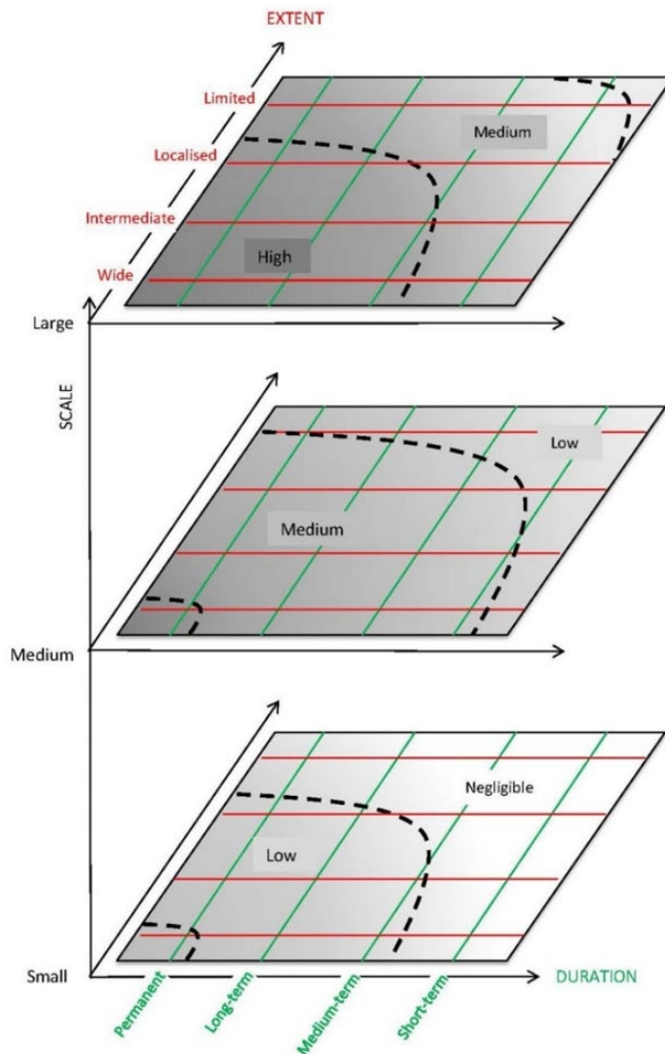 EXTENT
Limited
Medium
Localised
Intermediate
High
Wide
Large
SCALE
Low
Medium
Medium
Negligible
Low
Small
Permanent
Long-term
Medium-term
Short-term
DURATION